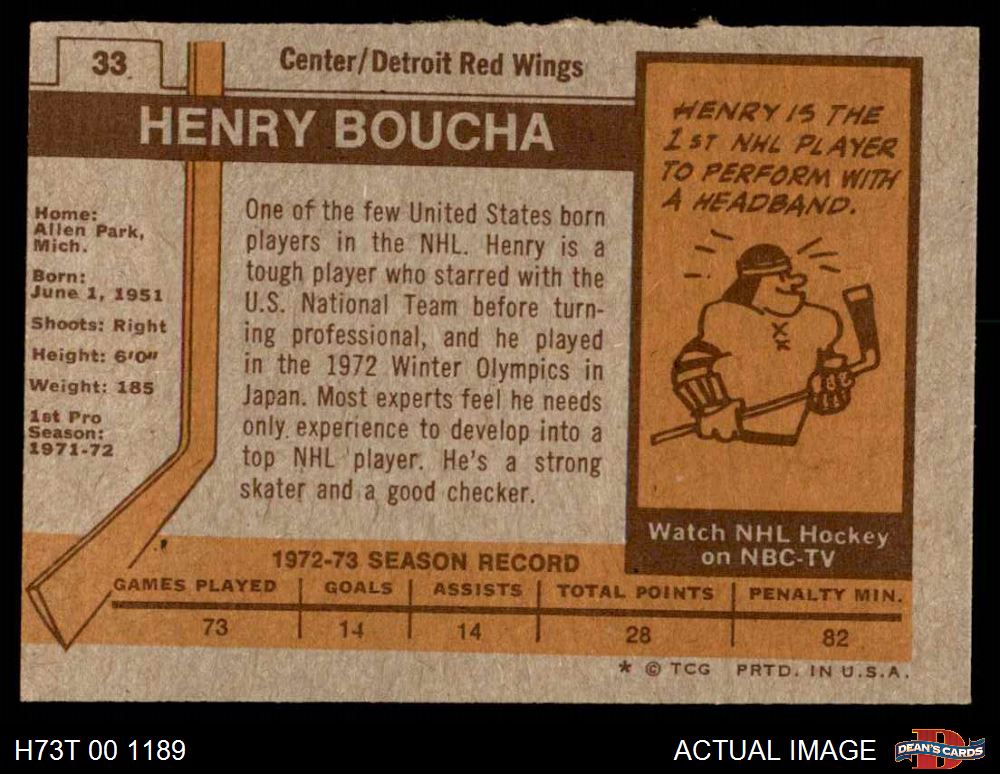 33
Center/Detroit Red Wings
HENRY BOUCHA
Home:
Allen Park,
Mich.
Born:
June 1, 1951
Shoots: Right
Height: 6'0"
Weight: 185
1st Pro
Season:
1971-72
One of the few United States born
players in the NHL. Henry is a
tough player who starred with the
U.S. National Team before turn-
ing professional, and he played
in the 1972 Winter Olympics in
Japan. Most experts feel he needs
only experience to develop into a
top NHL player. He's a strong
skater and a good checker.
HENRY IS THE
1ST NHL PLAYER
TO PERFORM WITH
A HEADBAND.
Watch NHL Hockey
on NBC-TV
1972-73 SEASON RECORD
GAMES PLAYED GOALS ASSISTS TOTAL POINTS PENALTY MIN.
73 14 14 28 82
* © TCG PRTD. IN U.S.A.
H73T 00 1189
ACTUAL IMAGE
DEAN'S CARDS